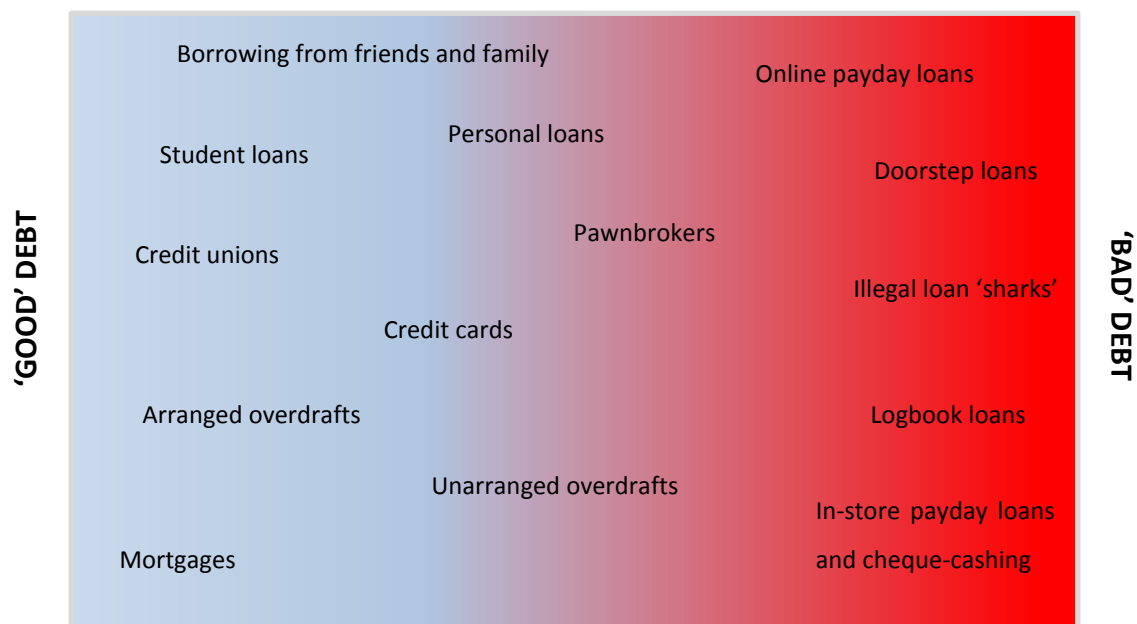 Borrowing from friends and family
Online payday loans
Personal loans
Student loans
Doorstep loans
Pawnbrokers
Credit unions
Illegal loan ‘sharks’
Credit cards
Arranged overdrafts
Logbook loans
Unarranged overdrafts
In-store payday loans
and cheque-cashing
Mortgages
‘GOOD’ DEBT
‘BAD’ DEBT